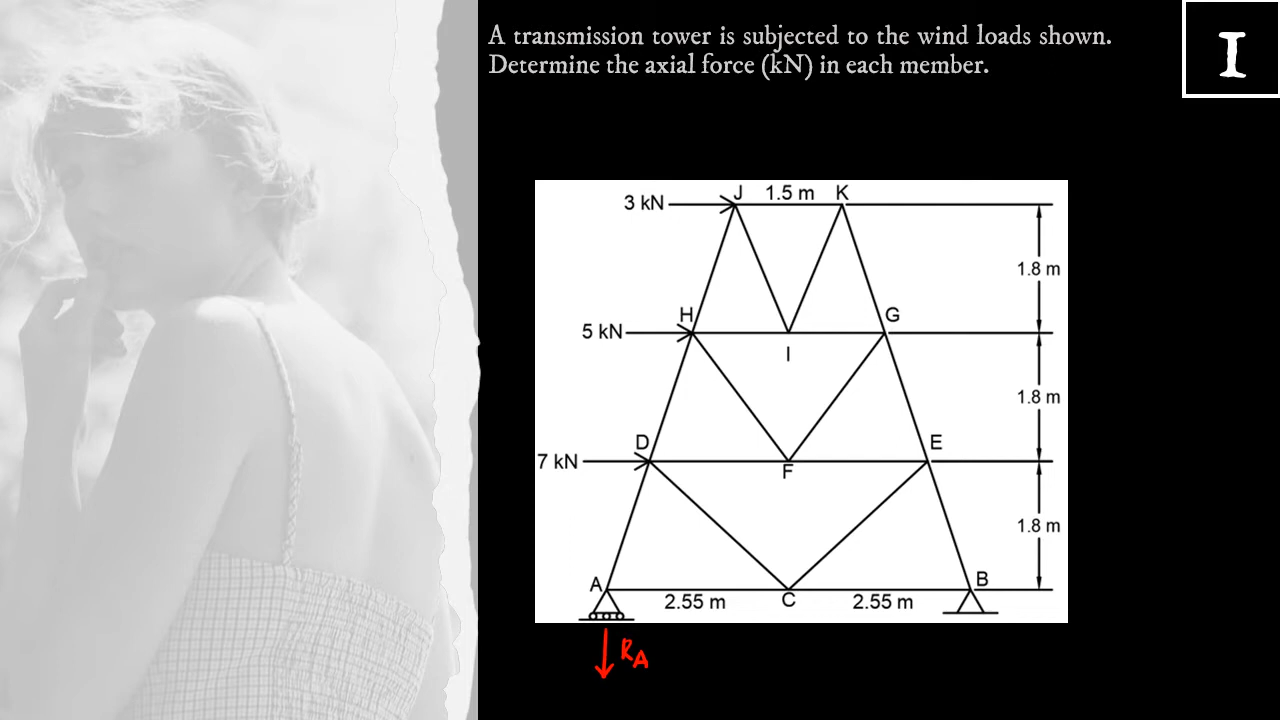 A transmission tower is subjected to the wind loads shown.
Determine the axial force (kN) in each member.
I
3 kN
J
1.5 m
K
1.8 m
5 kN
H
G
I
1.8 m
7 kN
D
E
F
1.8 m
A
B
2.55 m
C
2.55 m
RA